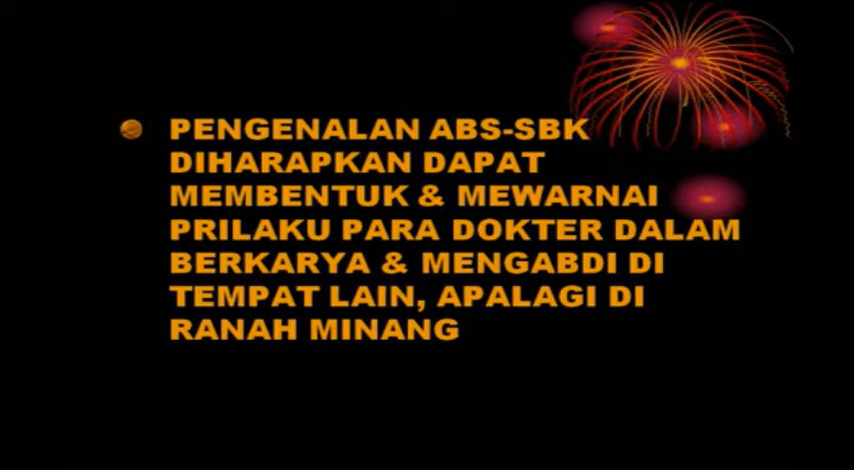 PENGENALAN ABS-SBK
DIHARAPKAN DAPAT
MEMBENTUK & MEWARNAI
PRILAKU PARA DOKTER DALAM
BERKARYA & MENGABDI DI
TEMPAT LAIN, APALAGI DI
RANAH MINANG